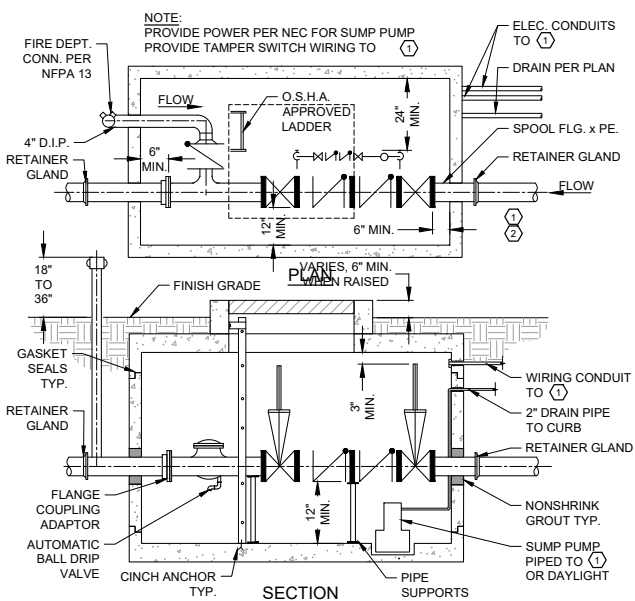 NOTE:
PROVIDE POWER PER NEC FOR SUMP PUMP
PROVIDE TAMPER SWITCH WIRING TO 1
FIRE DEPT.
CONN. PER
NFPA 13
ELEC. CONDUITS
TO 1
DRAIN PER PLAN
FLOW
O.S.H.A.
APPROVED
LADDER
24"
MIN.
SPOOL FLG. x PE.
4" D.I.P.
RETAINER
GLAND
6"
MIN.
RETAINER GLAND
FLOW
12"
MIN.
6" MIN.
1
2
PLAN
VARIES, 6" MIN.
WHEN RAISED
18"
TO
36"
FINISH GRADE
GASKET
SEALS
TYP.
3"
MIN.
WIRING CONDUIT
TO 1
2" DRAIN PIPE
TO CURB
RETAINER
GLAND
RETAINER GLAND
FLANGE
COUPLING
ADAPTOR
12"
MIN.
NONSHRINK
GROUT TYP.
AUTOMATIC
BALL DRIP
VALVE
SUMP PUMP
PIPED TO 1
OR DAYLIGHT
CINCH ANCHOR
TYP.
PIPE
SUPPORTS
SECTION